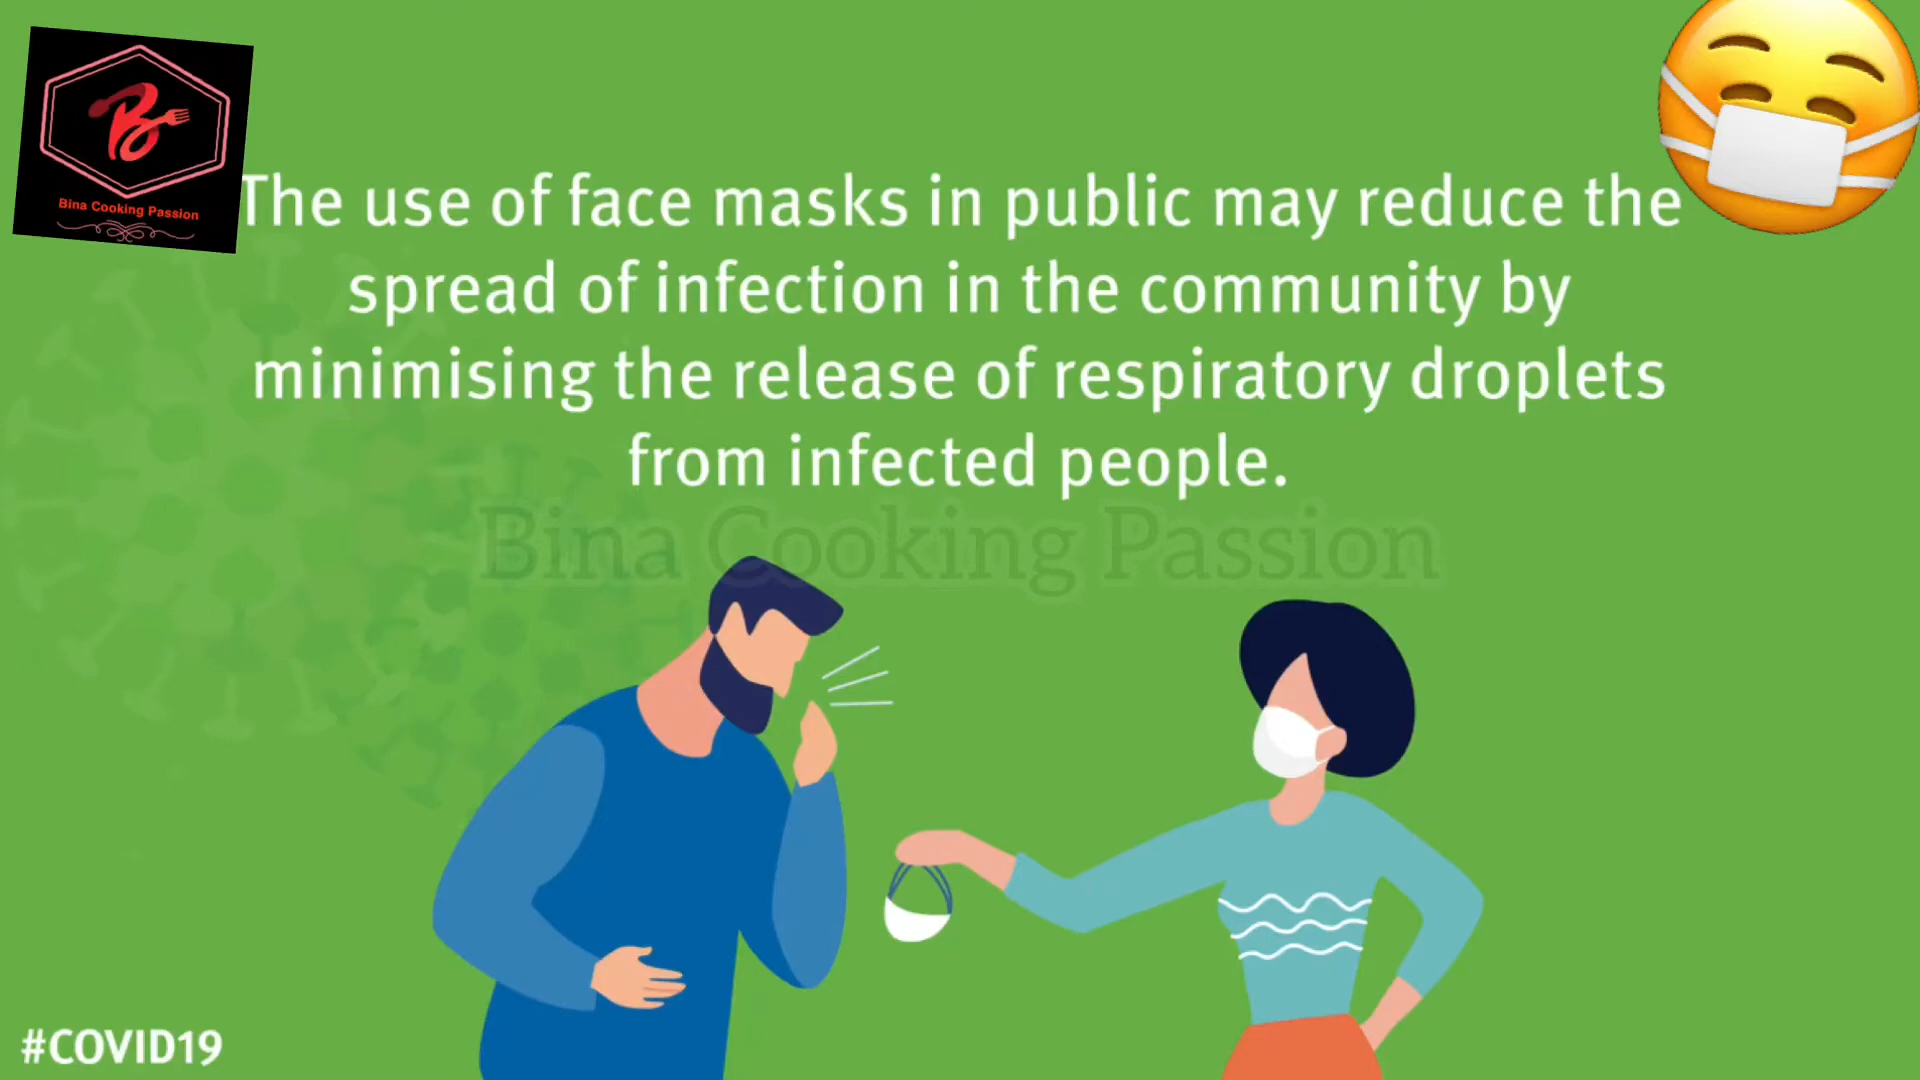 Bina Cooking Passion
The use of face masks in public may reduce the
spread of infection in the community by
minimising the release of respiratory droplets
from infected people.
Bina Cooking Passion
#COVID19